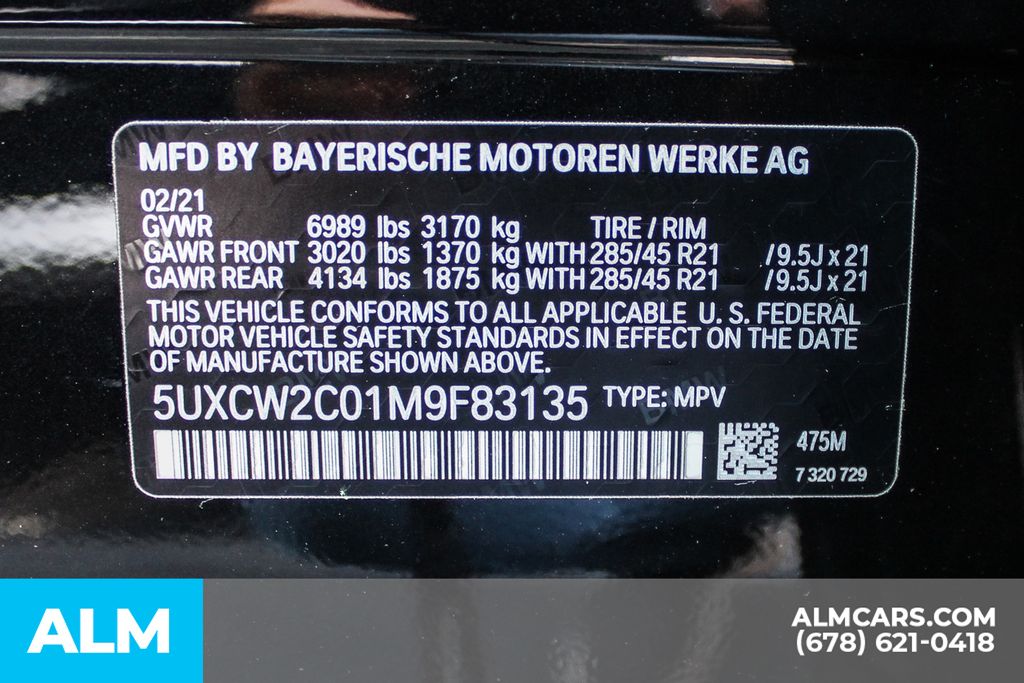 MFD BY BAYERISCHE MOTOREN WERKE AG
02/21
GVWR 6989 lbs 3170 kg TIRE / RIM
GAWR FRONT 3020 lbs 1370 kg WITH 285/45 R21 /9.5J x 21
GAWR REAR 4134 lbs 1875 kg WITH 285/45 R21 /9.5J x 21
THIS VEHICLE CONFORMS TO ALL APPLICABLE U. S. FEDERAL
MOTOR VEHICLE SAFETY STANDARDS IN EFFECT ON THE DATE
OF MANUFACTURE SHOWN ABOVE.
5UXCW2C01M9F83135 TYPE: MPV
475M
7 320 729
ALM
ALMCARS.COM
(678) 621-0418